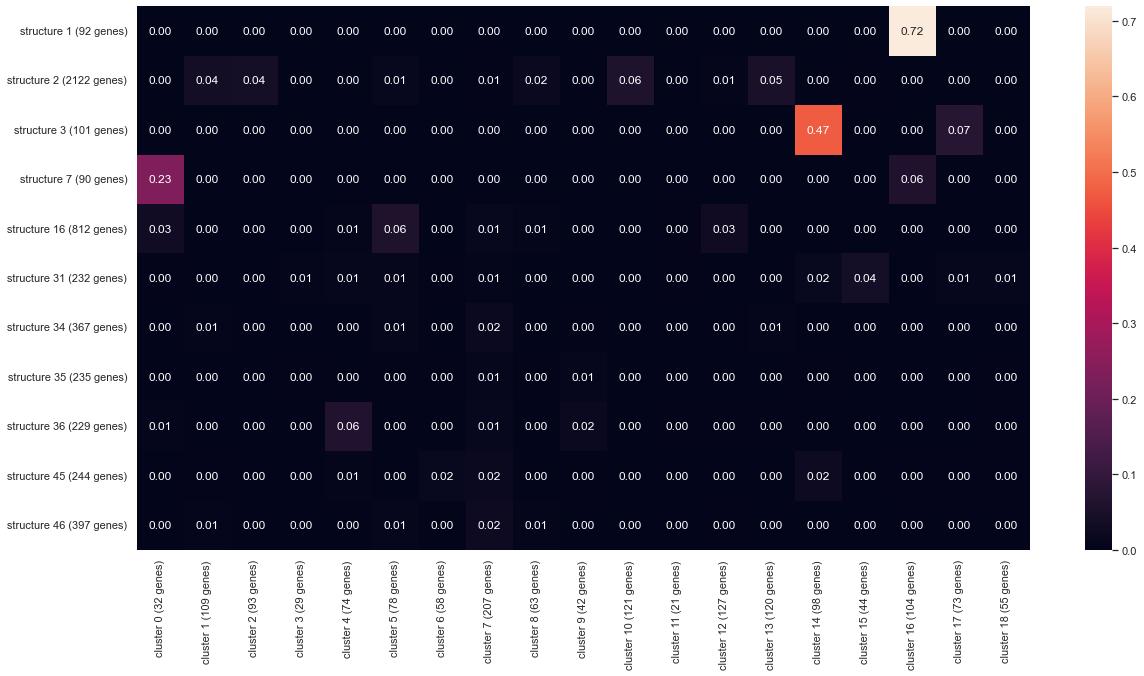 structure 1 (92 genes) 0.00 0.00 0.00 0.00 0.00 0.00 0.00 0.00 0.00 0.00 0.00 0.00 0.00 0.00 0.00 0.00 0.72 0.00 0.00
structure 2 (2122 genes) 0.00 0.04 0.04 0.00 0.00 0.01 0.00 0.01 0.02 0.00 0.06 0.00 0.01 0.05 0.00 0.00 0.00 0.00 0.00
structure 3 (101 genes) 0.00 0.00 0.00 0.00 0.00 0.00 0.00 0.00 0.00 0.00 0.00 0.00 0.00 0.00 0.47 0.00 0.00 0.07 0.00
structure 7 (90 genes) 0.23 0.00 0.00 0.00 0.00 0.00 0.00 0.00 0.00 0.00 0.00 0.00 0.00 0.00 0.00 0.00 0.06 0.00 0.00
structure 16 (812 genes) 0.03 0.00 0.00 0.00 0.01 0.06 0.00 0.01 0.01 0.00 0.00 0.00 0.03 0.00 0.00 0.00 0.00 0.00 0.00
structure 31 (232 genes) 0.00 0.00 0.00 0.01 0.01 0.01 0.00 0.01 0.00 0.00 0.00 0.00 0.00 0.00 0.02 0.04 0.00 0.01 0.01
structure 34 (367 genes) 0.00 0.01 0.00 0.00 0.00 0.01 0.00 0.02 0.00 0.00 0.00 0.00 0.00 0.01 0.00 0.00 0.00 0.00 0.00
structure 35 (235 genes) 0.00 0.00 0.00 0.00 0.00 0.00 0.00 0.01 0.00 0.01 0.00 0.00 0.00 0.00 0.00 0.00 0.00 0.00 0.00
structure 36 (229 genes) 0.01 0.00 0.00 0.00 0.06 0.00 0.00 0.01 0.00 0.02 0.00 0.00 0.00 0.00 0.00 0.00 0.00 0.00 0.00
structure 45 (244 genes) 0.00 0.00 0.00 0.00 0.01 0.00 0.02 0.02 0.00 0.00 0.00 0.00 0.00 0.00 0.02 0.00 0.00 0.00 0.00
structure 46 (397 genes) 0.00 0.01 0.00 0.00 0.00 0.01 0.00 0.02 0.01 0.00 0.00 0.00 0.00 0.00 0.00 0.00 0.00 0.00 0.00
cluster 0 (32 genes)
cluster 1 (109 genes)
cluster 2 (93 genes)
cluster 3 (29 genes)
cluster 4 (74 genes)
cluster 5 (78 genes)
cluster 6 (58 genes)
cluster 7 (207 genes)
cluster 8 (63 genes)
cluster 9 (42 genes)
cluster 10 (121 genes)
cluster 11 (21 genes)
cluster 12 (127 genes)
cluster 13 (120 genes)
cluster 14 (98 genes)
cluster 15 (44 genes)
cluster 16 (104 genes)
cluster 17 (73 genes)
cluster 18 (55 genes)
0.7
0.6
0.5
0.4
0.3
0.2
0.1
0.0